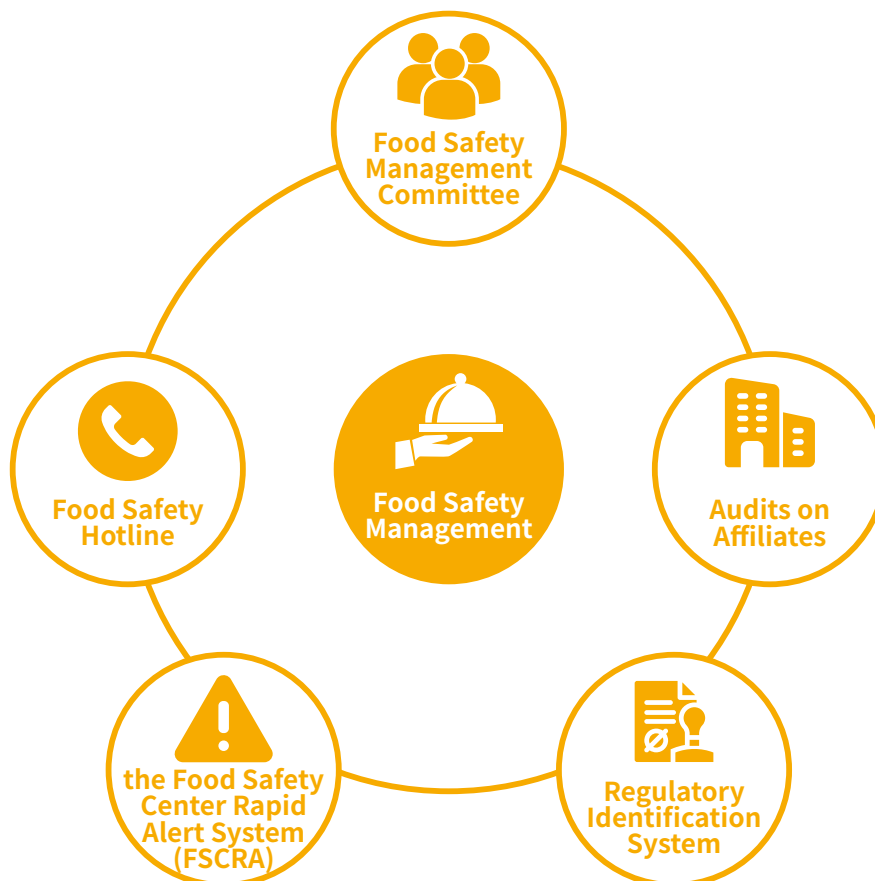 Food Safety
Management
Committee
Food Safety
Hotline
Food Safety
Management
Audits on
Affiliates
the Food Safety
Center Rapid
Alert System
(FSCRA)
Regulatory
Identification
System